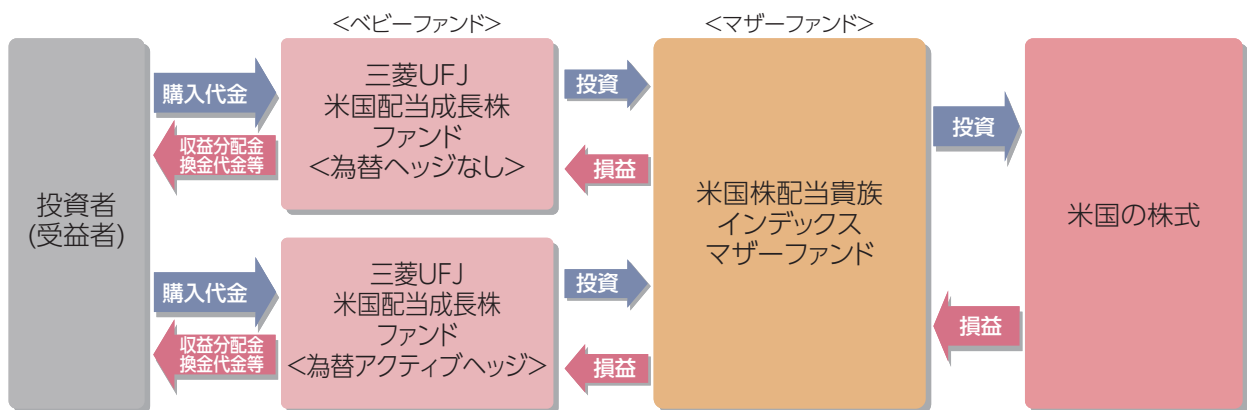 <ベビーファンド>
<マザーファンド>
投資者
(受益者)
購入代金
収益分配金
換金代金等
三菱UFJ
米国配当成長株
ファンド
<為替ヘッジなし>
投資
損益
購入代金
収益分配金
換金代金等
三菱UFJ
米国配当成長株
ファンド
<為替アクティブヘッジ>
投資
損益
米国株配当貴族
インデックス
マザーファンド
投資
損益
米国の株式